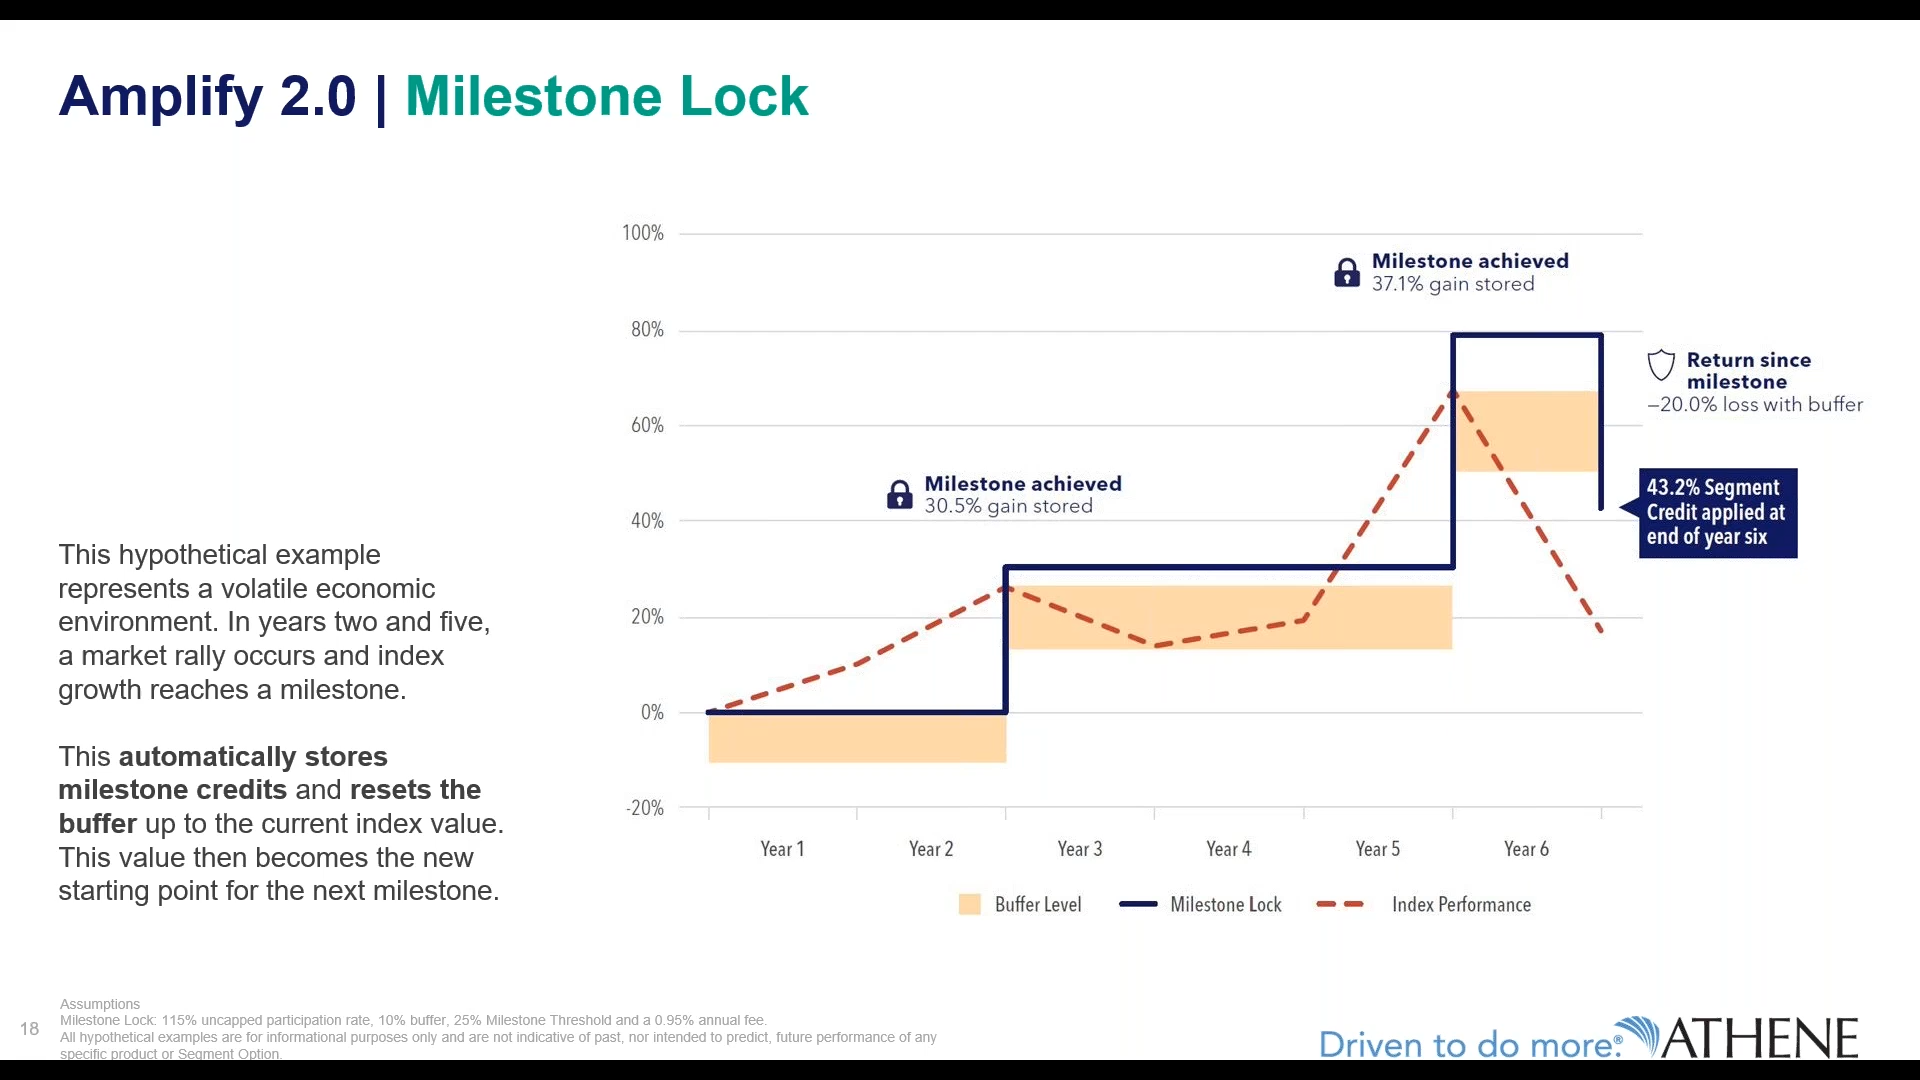 Amplify 2.0 | Milestone Lock
This hypothetical example
represents a volatile economic
environment. In years two and five,
a market rally occurs and index
growth reaches a milestone.
This automatically stores
milestone credits and resets the
buffer up to the current index value.
This value then becomes the new
starting point for the next milestone.
100%
80%
60%
40%
20%
0%
-20%
Milestone achieved
30.5% gain stored
Milestone achieved
37.1% gain stored
Return since
milestone
–20.0% loss with buffer
43.2% Segment
Credit applied at
end of year six
Year 1
Year 2
Year 3
Year 4
Year 5
Year 6
Buffer Level
Milestone Lock
Index Performance
18
Assumptions
Milestone Lock: 115% uncapped participation rate, 10% buffer, 25% Milestone Threshold and a 0.95% annual fee.
All hypothetical examples are for informational purposes only and are not indicative of past, nor intended to predict, future performance of any
specific product or Segment Option.
Driven to do more.®
ATHENE